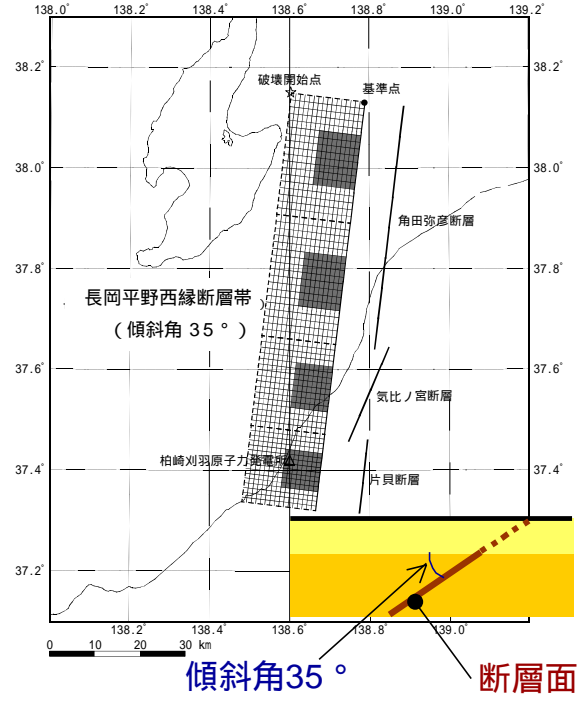 138.0° 138.2° 138.4° 138.6° 138.8° 139.0° 139.2°
38.2°
破壊開始点
基準点
38.0°
角田弥彦断層
37.8°
長岡平野西縁断層帯
（傾斜角 35°）
37.6°
気比ノ宮断層
37.4°
柏崎刈羽原子力発電所
片貝断層
37.2°
38.2°
38.0°
37.8°
37.6°
37.4°
138.2° 138.4° 138.6° 138.8° 139.0°
0 10 20 30 km
傾斜角35°
断層面